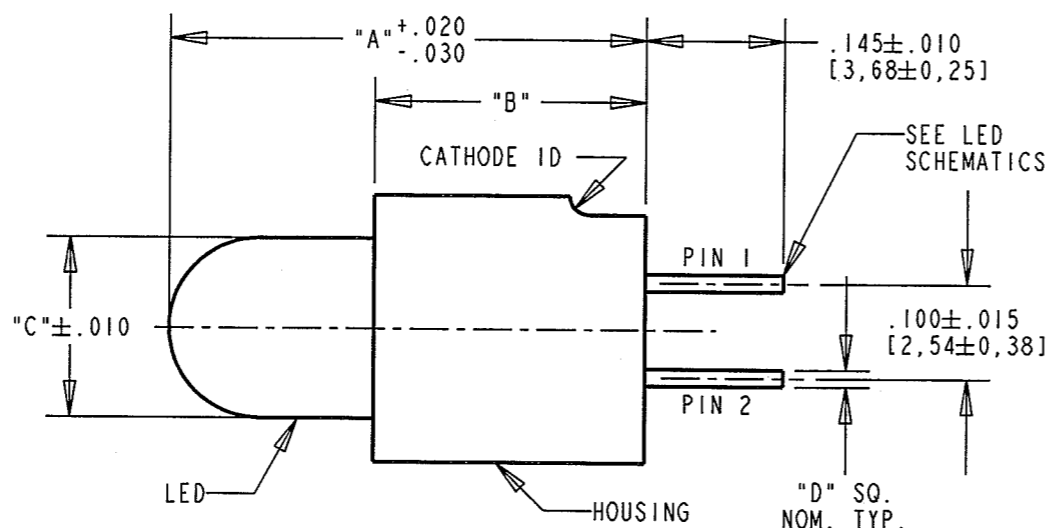 "A" +.020
-.030
.145±.010
[3,68±0,25]
"B"
CATHODE ID
SEE LED
SCHEMATICS
PIN 1
"C"±.010
.100±.015
[2,54±0,38]
PIN 2
LED
HOUSING
"D" SQ.
NOM. TYP.